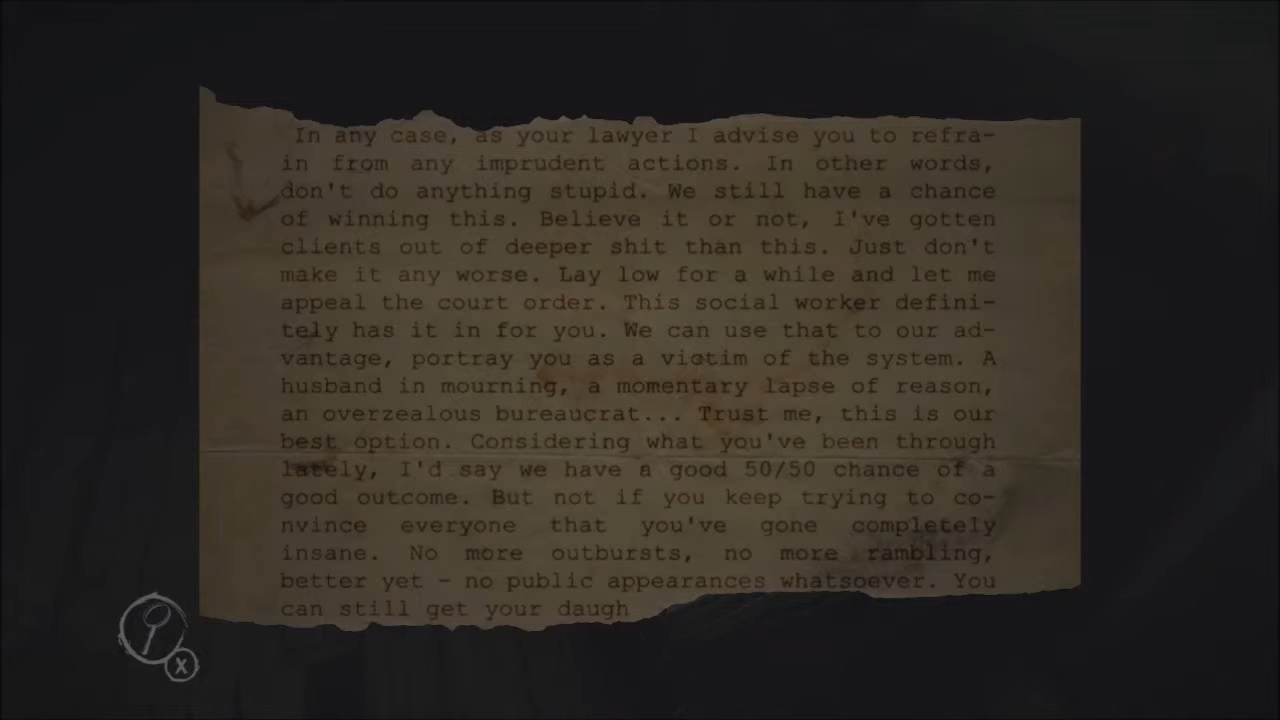 In any case, as your lawyer I advise you to refra-
in from any imprudent actions. In other words,
don't do anything stupid. We still have a chance
of winning this. Believe it or not, I've gotten
clients out of deeper shit than this. Just don't
make it any worse. Lay low for a while and let me
appeal the court order. This social worker defini-
tely has it in for you. We can use that to our ad-
vantage, portray you as a victim of the system. A
husband in mourning, a momentary lapse of reason,
an overzealous bureaucrat... Trust me, this is our
best option. Considering what you've been through
lately, I'd say we have a good 50/50 chance of a
good outcome. But not if you keep trying to co-
nvince everyone that you've gone completely
insane. No more outbursts, no more rambling,
better yet - no public appearances whatsoever. You
can still get your daugh
X